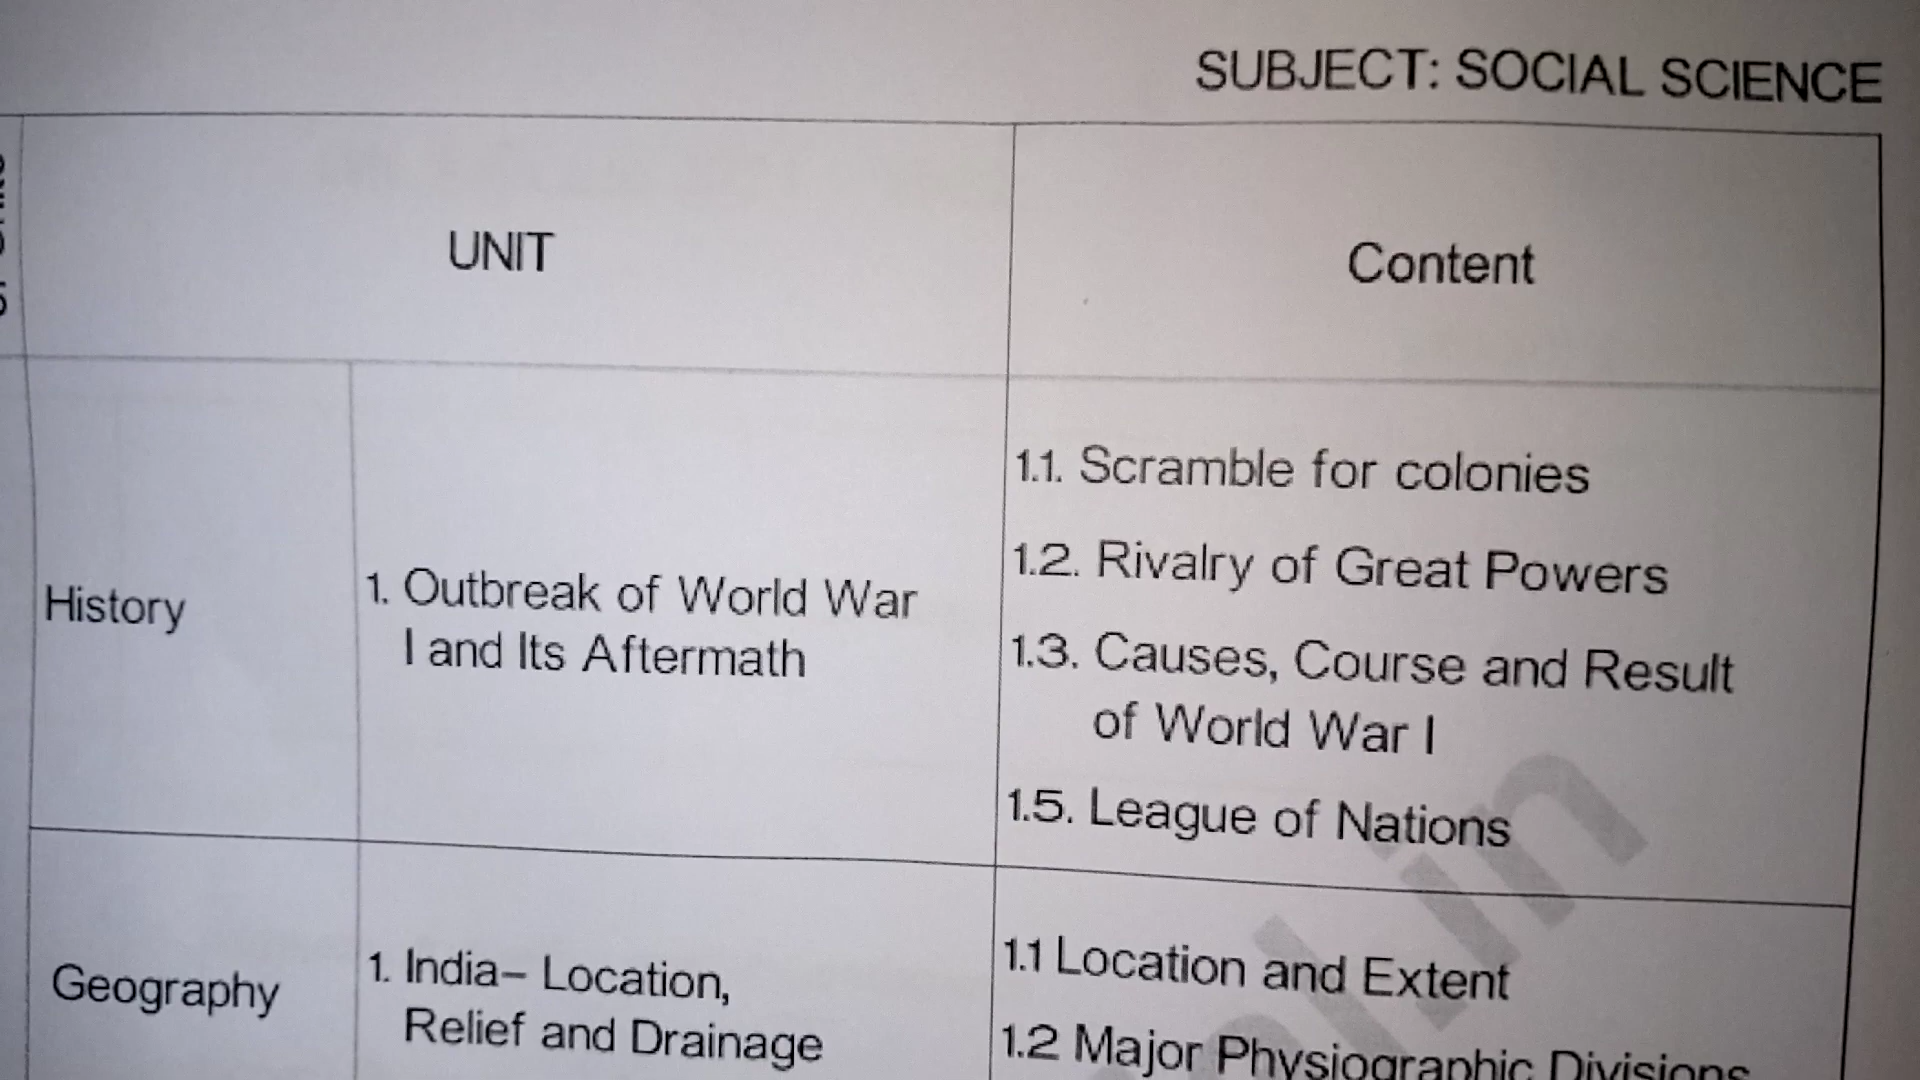 SUBJECT: SOCIAL SCIENCE
UNIT
Content
History
1. Outbreak of World War
I and Its Aftermath
1.1. Scramble for colonies
1.2. Rivalry of Great Powers
1.3. Causes, Course and Result
of World War I
1.5. League of Nations
Geography
1. India– Location,
Relief and Drainage
1.1 Location and Extent
1.2 Major Physiographic Divisions